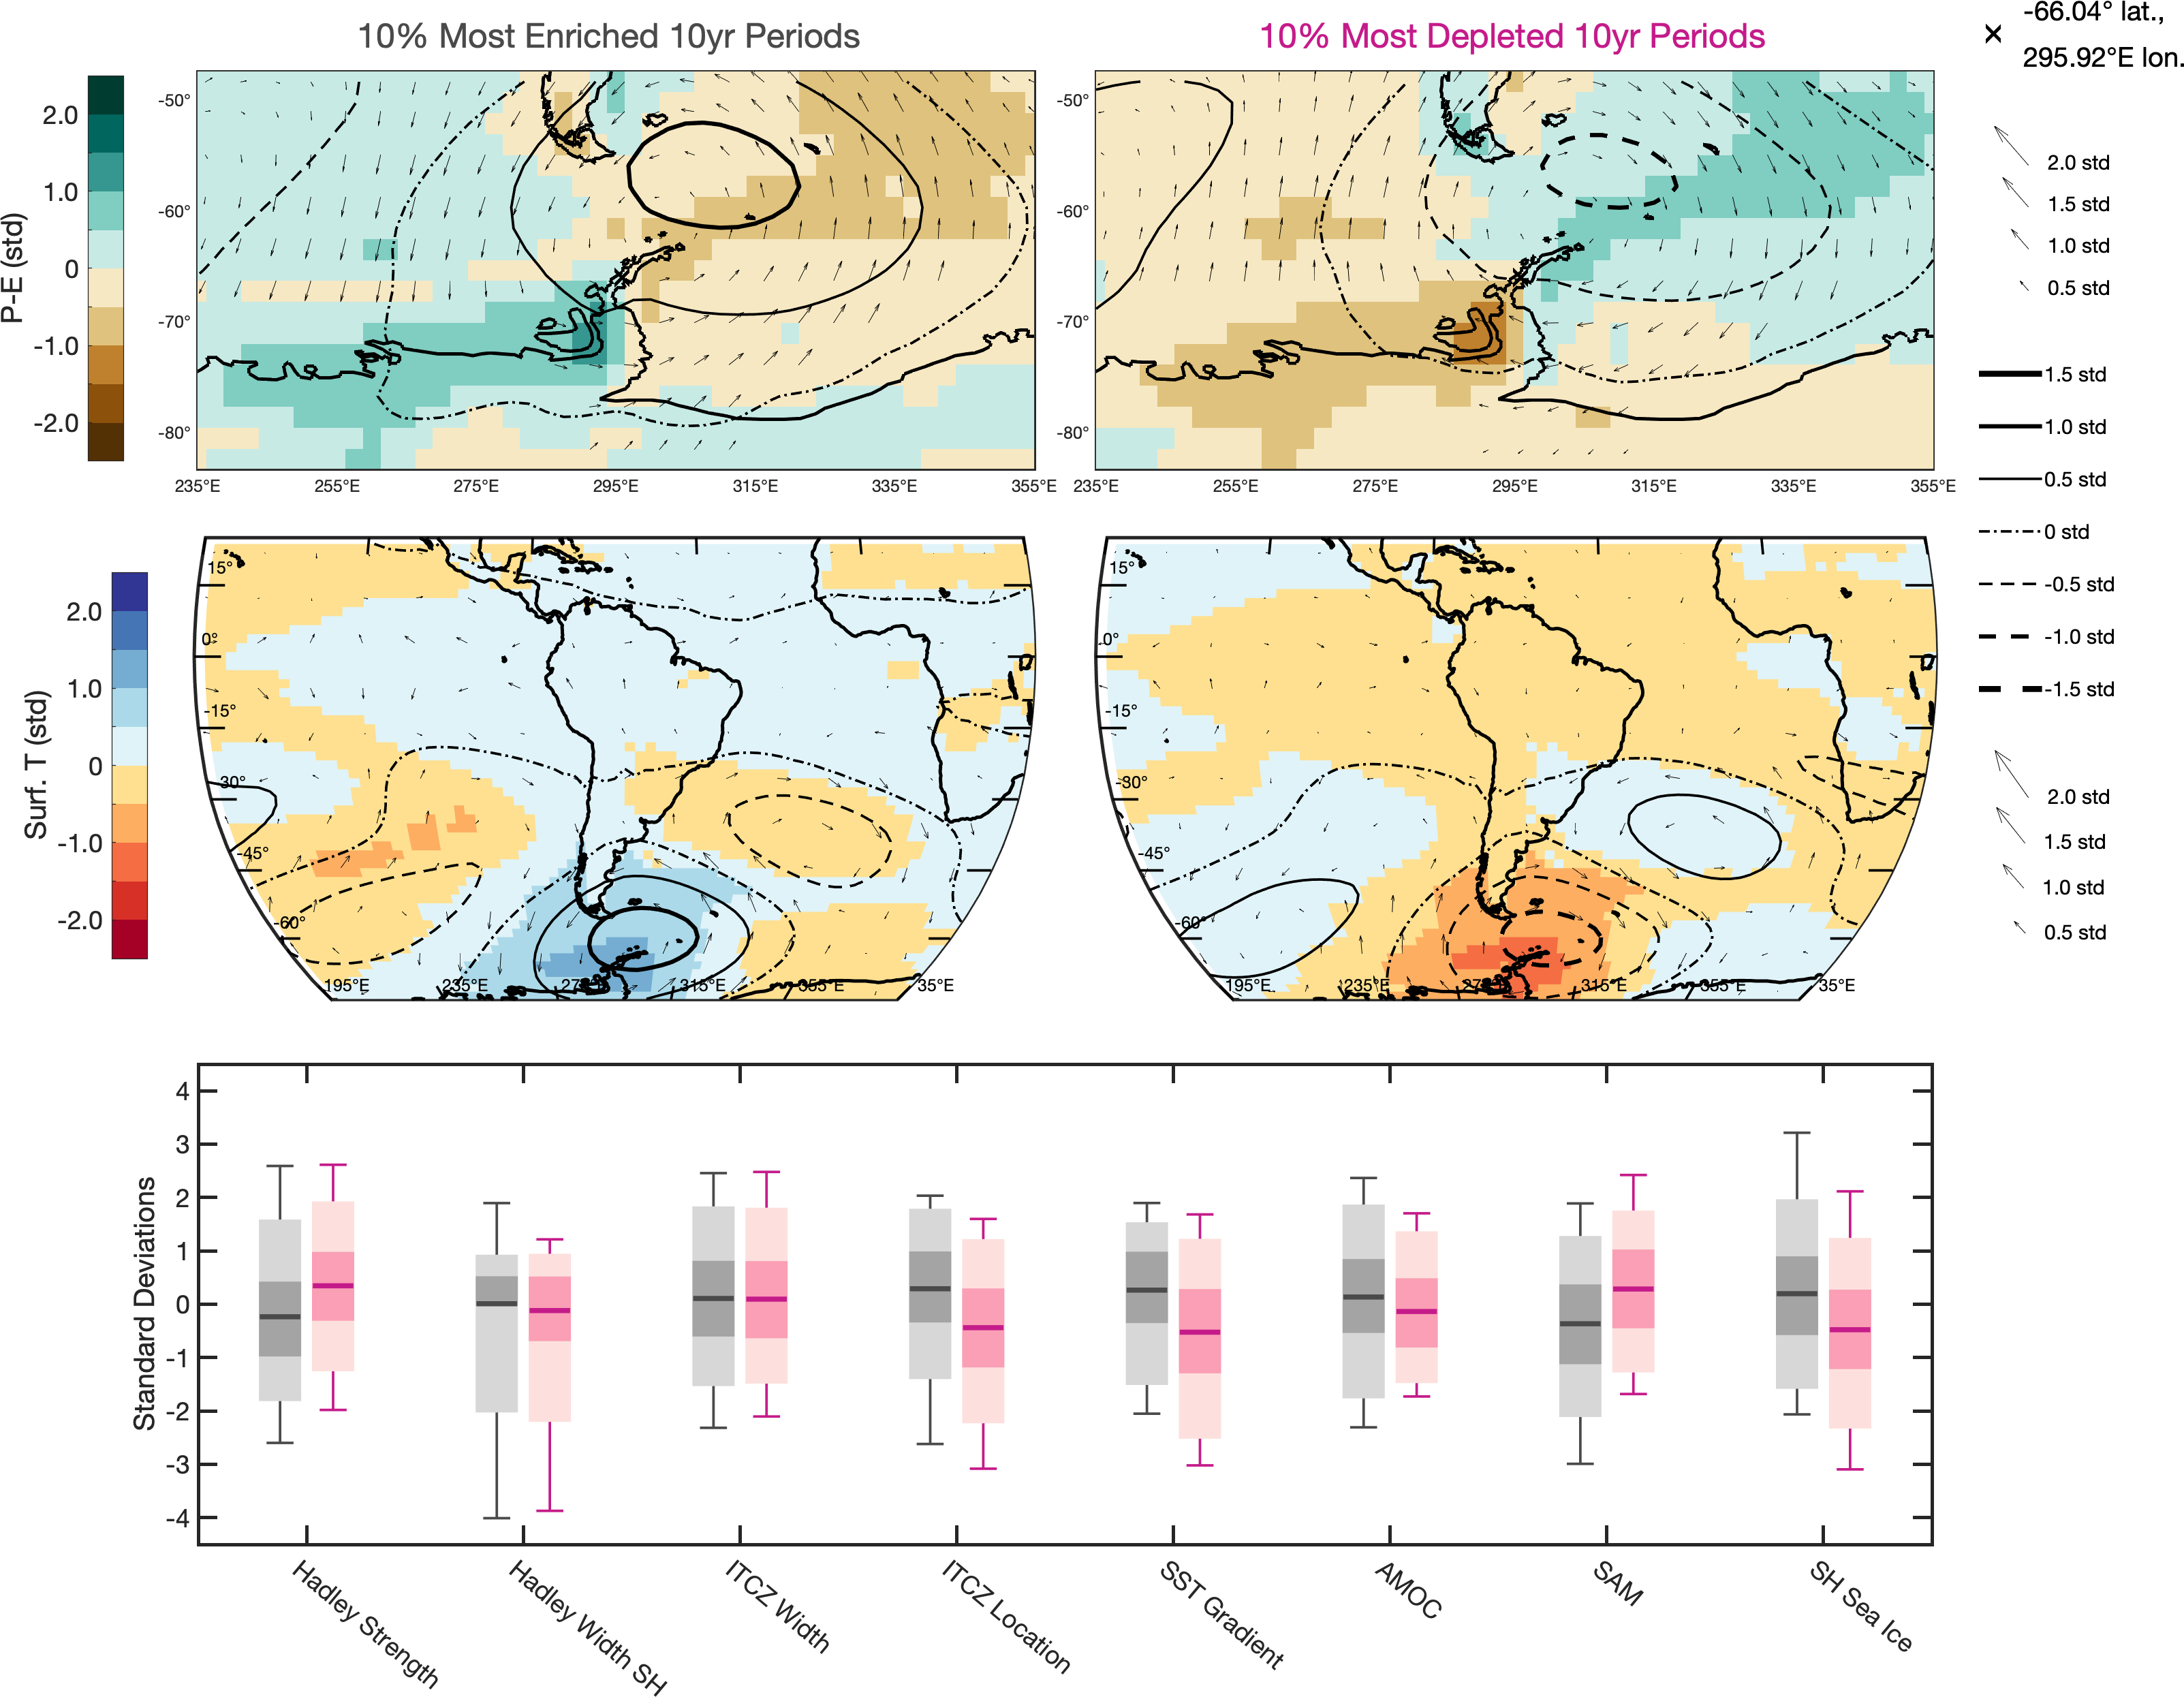 10% Most Enriched 10yr Periods
10% Most Depleted 10yr Periods
× -66.04° lat.,
295.92°E lon.
P-E (std)
2.0
1.0
0
-1.0
-2.0
-50°
-60°
-70°
-80°
235°E 255°E 275°E 295°E 315°E 335°E 355°E
-50°
-60°
-70°
-80°
235°E 255°E 275°E 295°E 315°E 335°E 355°E
2.0 std
1.5 std
1.0 std
0.5 std
1.5 std
1.0 std
0.5 std
0 std
-0.5 std
-1.0 std
-1.5 std
2.0 std
1.5 std
1.0 std
0.5 std
Surf. T (std)
2.0
1.0
0
-1.0
-2.0
15°
0°
-15°
-30°
-45°
-60°
195°E 235°E 315°E 355°E 35°E
15°
0°
-15°
-30°
-45°
-60°
195°E 235°E 315°E 355°E 35°E
Standard Deviations
4
3
2
1
0
-1
-2
-3
-4
Hadley Strength
Hadley Width SH
ITCZ Width
ITCZ Location
SST Gradient
AMOC
SAM
SH Sea Ice